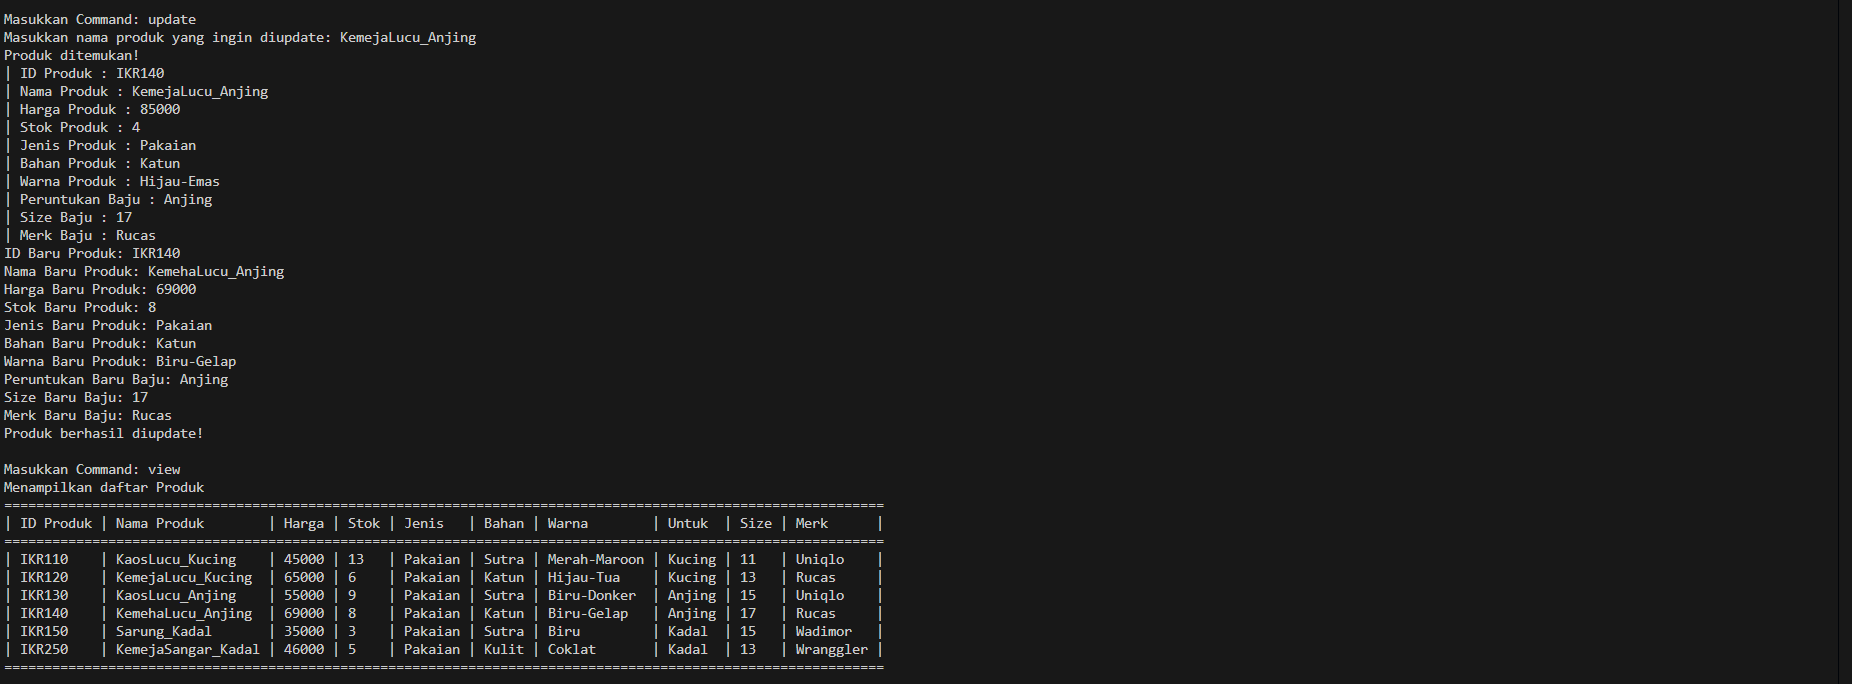 Masukkan Command: update
Masukkan nama produk yang ingin diupdate: KemejaLucu_Anjing
Produk ditemukan!
| ID Produk : IKR140
| Nama Produk : KemejaLucu_Anjing
| Harga Produk : 85000
| Stok Produk : 4
| Jenis Produk : Pakaian
| Bahan Produk : Katun
| Warna Produk : Hijau-Emas
| Peruntukan Baju : Anjing
| Size Baju : 17
| Merk Baju : Rucas
ID Baru Produk: IKR140
Nama Baru Produk: KemehaLucu_Anjing
Harga Baru Produk: 69000
Stok Baru Produk: 8
Jenis Baru Produk: Pakaian
Bahan Baru Produk: Katun
Warna Baru Produk: Biru-Gelap
Peruntukan Baru Baju: Anjing
Size Baru Baju: 17
Merk Baru Baju: Rucas
Produk berhasil diupdate!

Masukkan Command: view
Menampilkan daftar Produk
==============================================================================================================
| ID Produk | Nama Produk        | Harga | Stok | Jenis   | Bahan | Warna        | Untuk  | Size | Merk      |
==============================================================================================================
| IKR110    | KaosLucu_Kucing    | 45000 | 13   | Pakaian | Sutra | Merah-Maroon | Kucing | 11   | Uniqlo    |
| IKR120    | KemejaLucu_Kucing  | 65000 | 6    | Pakaian | Katun | Hijau-Tua    | Kucing | 13   | Rucas     |
| IKR130    | KaosLucu_Anjing    | 55000 | 9    | Pakaian | Sutra | Biru-Donker  | Anjing | 15   | Uniqlo    |
| IKR140    | KemehaLucu_Anjing  | 69000 | 8    | Pakaian | Katun | Biru-Gelap   | Anjing | 17   | Rucas     |
| IKR150    | Sarung_Kadal       | 35000 | 3    | Pakaian | Sutra | Biru         | Kadal  | 15   | Wadimor   |
| IKR250    | KemejaSangar_Kadal | 46000 | 5    | Pakaian | Kulit | Coklat       | Kadal  | 13   | Wranggler |
==============================================================================================================